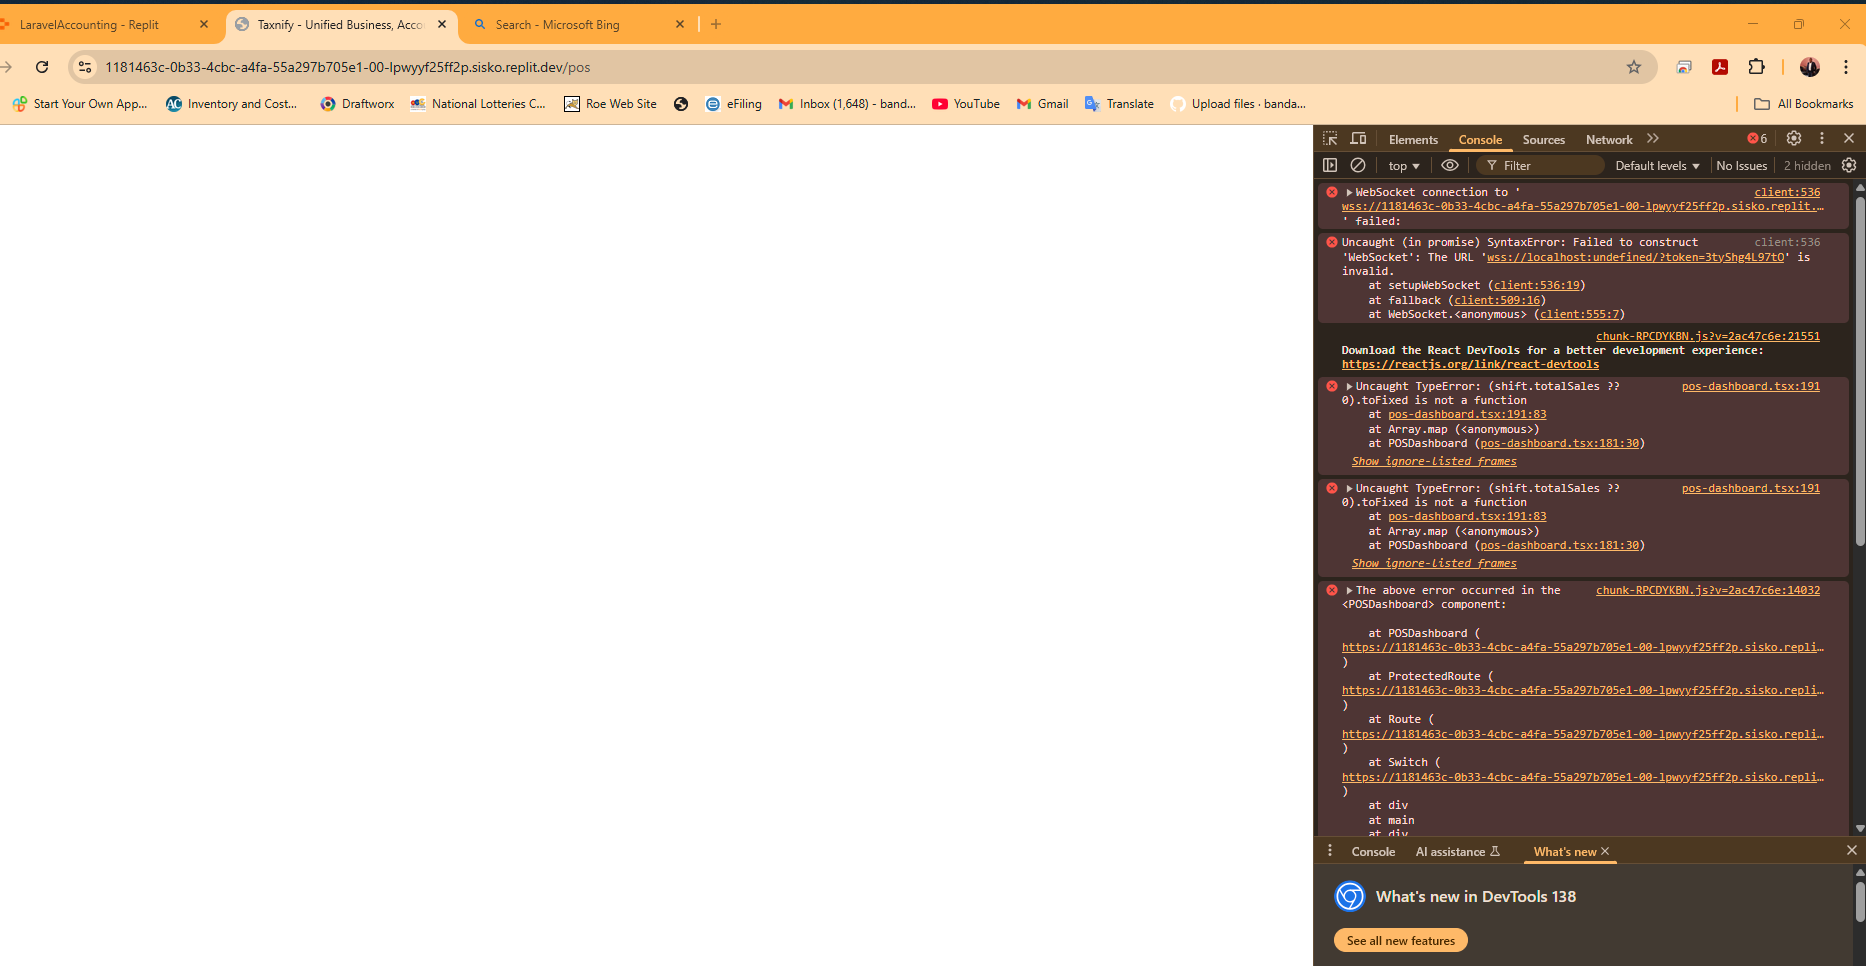 LaravelAccounting - Replit
Taxnify - Unified Business, Acco
Search - Microsoft Bing
1181463c-0b33-4cbc-a4fa-55a297b705e1-00-lpwyyf25ff2p.sisko.replit.dev/pos
Start Your Own App...
Inventory and Cost...
Draftworx
National Lotteries C...
Roe Web Site
eFiling
Inbox (1,648) - band...
YouTube
Gmail
Translate
Upload files · banda...
All Bookmarks
Elements Console Sources Network 6
top Filter Default levels No Issues 2 hidden
WebSocket connection to ' client:536
wss://1181463c-0b33-4cbc-a4fa-55a297b705e1-00-lpwyyf25ff2p.sisko.replit.…
' failed:
Uncaught (in promise) SyntaxError: Failed to construct client:536
'WebSocket': The URL 'wss://localhost:undefined/?token=3tyShg4L97tO' is
invalid.
at setupWebSocket (client:536:19)
at fallback (client:509:16)
at WebSocket.<anonymous> (client:555:7)
chunk-RPCDYKBN.js?v=2ac47c6e:21551
Download the React DevTools for a better development experience:
https://reactjs.org/link/react-devtools
Uncaught TypeError: (shift.totalSales ?? pos-dashboard.tsx:191
0).toFixed is not a function
at pos-dashboard.tsx:191:83
at Array.map (<anonymous>)
at POSDashboard (pos-dashboard.tsx:181:30)
Show ignore-listed frames
Uncaught TypeError: (shift.totalSales ?? pos-dashboard.tsx:191
0).toFixed is not a function
at pos-dashboard.tsx:191:83
at Array.map (<anonymous>)
at POSDashboard (pos-dashboard.tsx:181:30)
Show ignore-listed frames
The above error occurred in the chunk-RPCDYKBN.js?v=2ac47c6e:14032
<POSDashboard> component:
at POSDashboard (
https://1181463c-0b33-4cbc-a4fa-55a297b705e1-00-lpwyyf25ff2p.sisko.repli…
)
at ProtectedRoute (
https://1181463c-0b33-4cbc-a4fa-55a297b705e1-00-lpwyyf25ff2p.sisko.repli…
)
at Route (
https://1181463c-0b33-4cbc-a4fa-55a297b705e1-00-lpwyyf25ff2p.sisko.repli…
)
at Switch (
https://1181463c-0b33-4cbc-a4fa-55a297b705e1-00-lpwyyf25ff2p.sisko.repli…
)
at div
at main
at div
Console AI assistance What's new
What's new in DevTools 138
See all new features